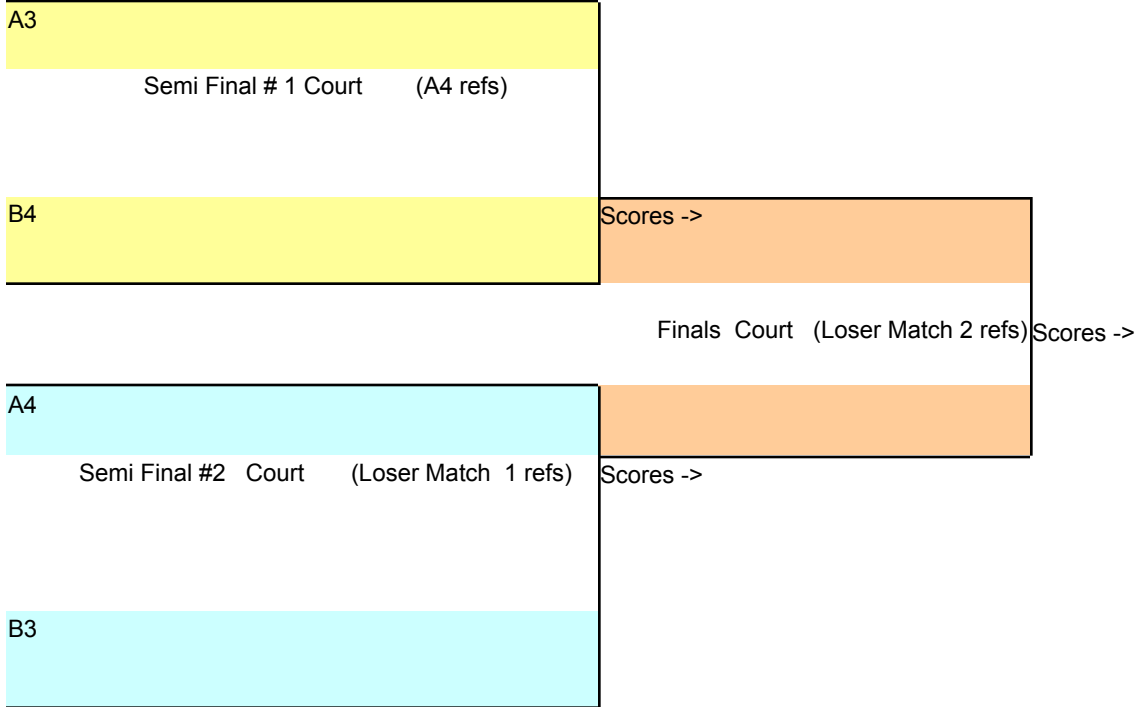 A3
Semi Final # 1 Court (A4 refs)
B4
Scores ->
Finals Court (Loser Match 2 refs)
Scores ->
A4
Semi Final #2 Court (Loser Match 1 refs)
Scores ->
B3